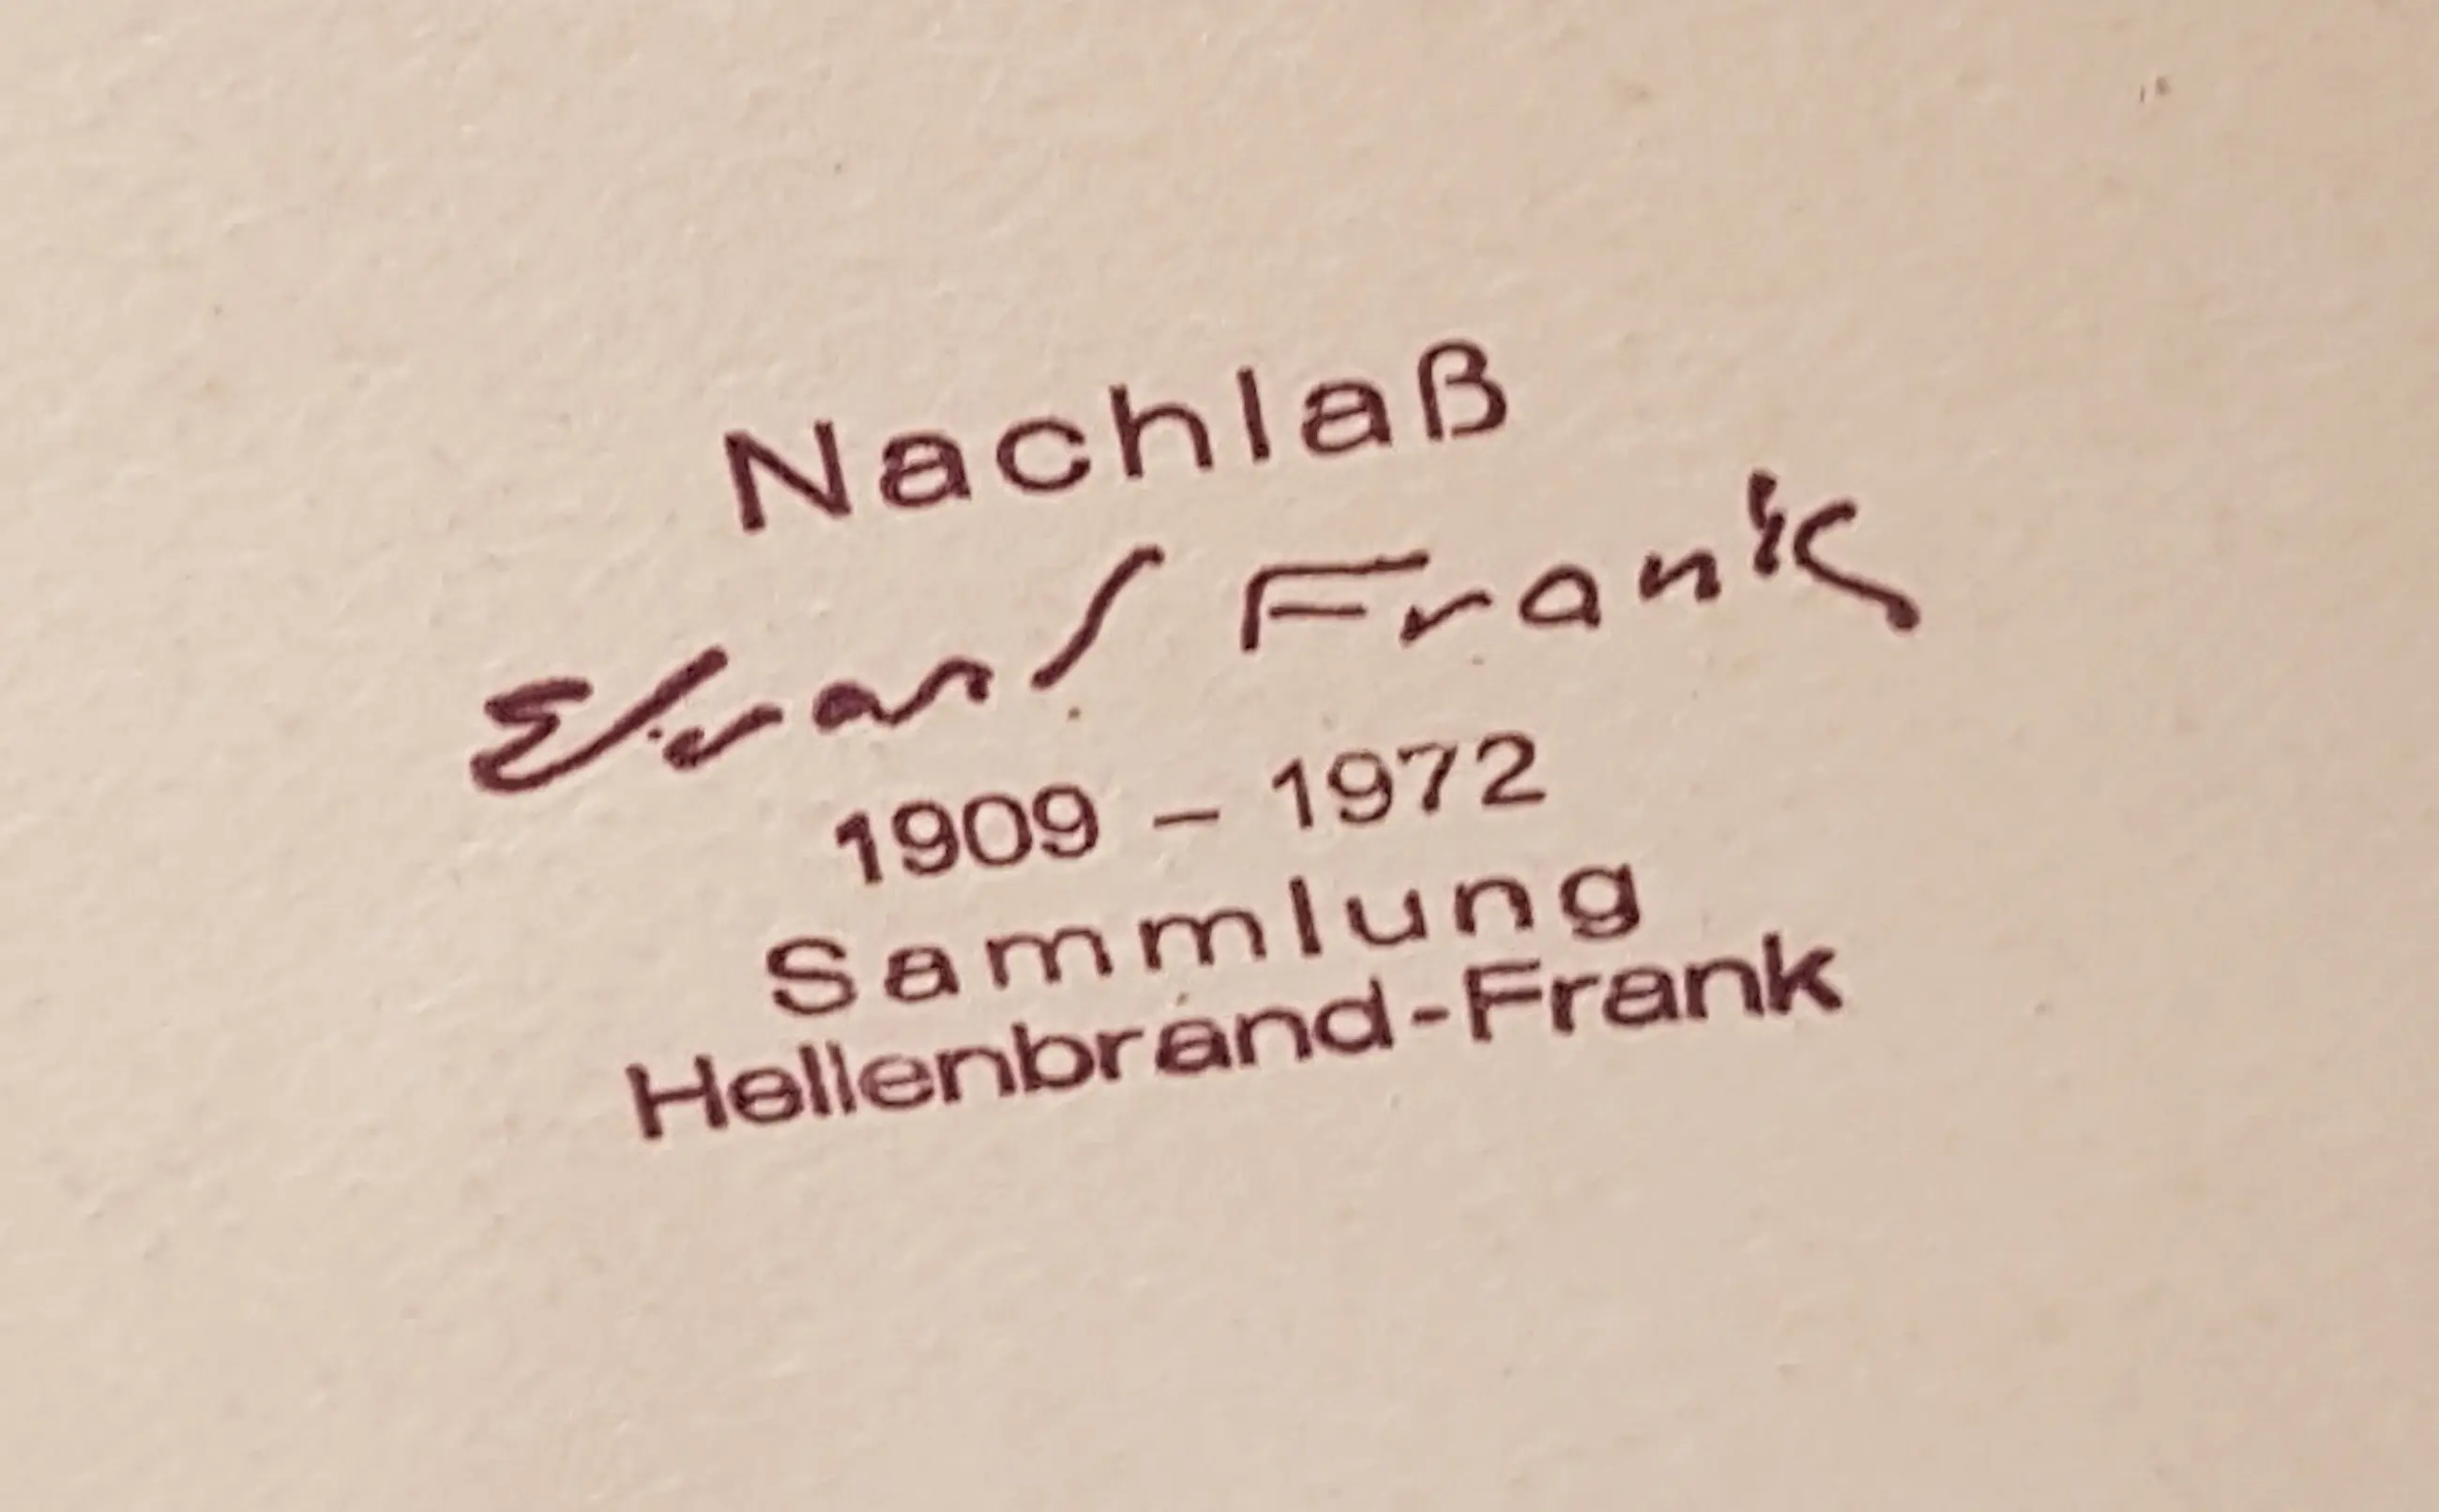 Nachlaß
Frank
1909 – 1972
Sammlung
Hellenbrand-Frank